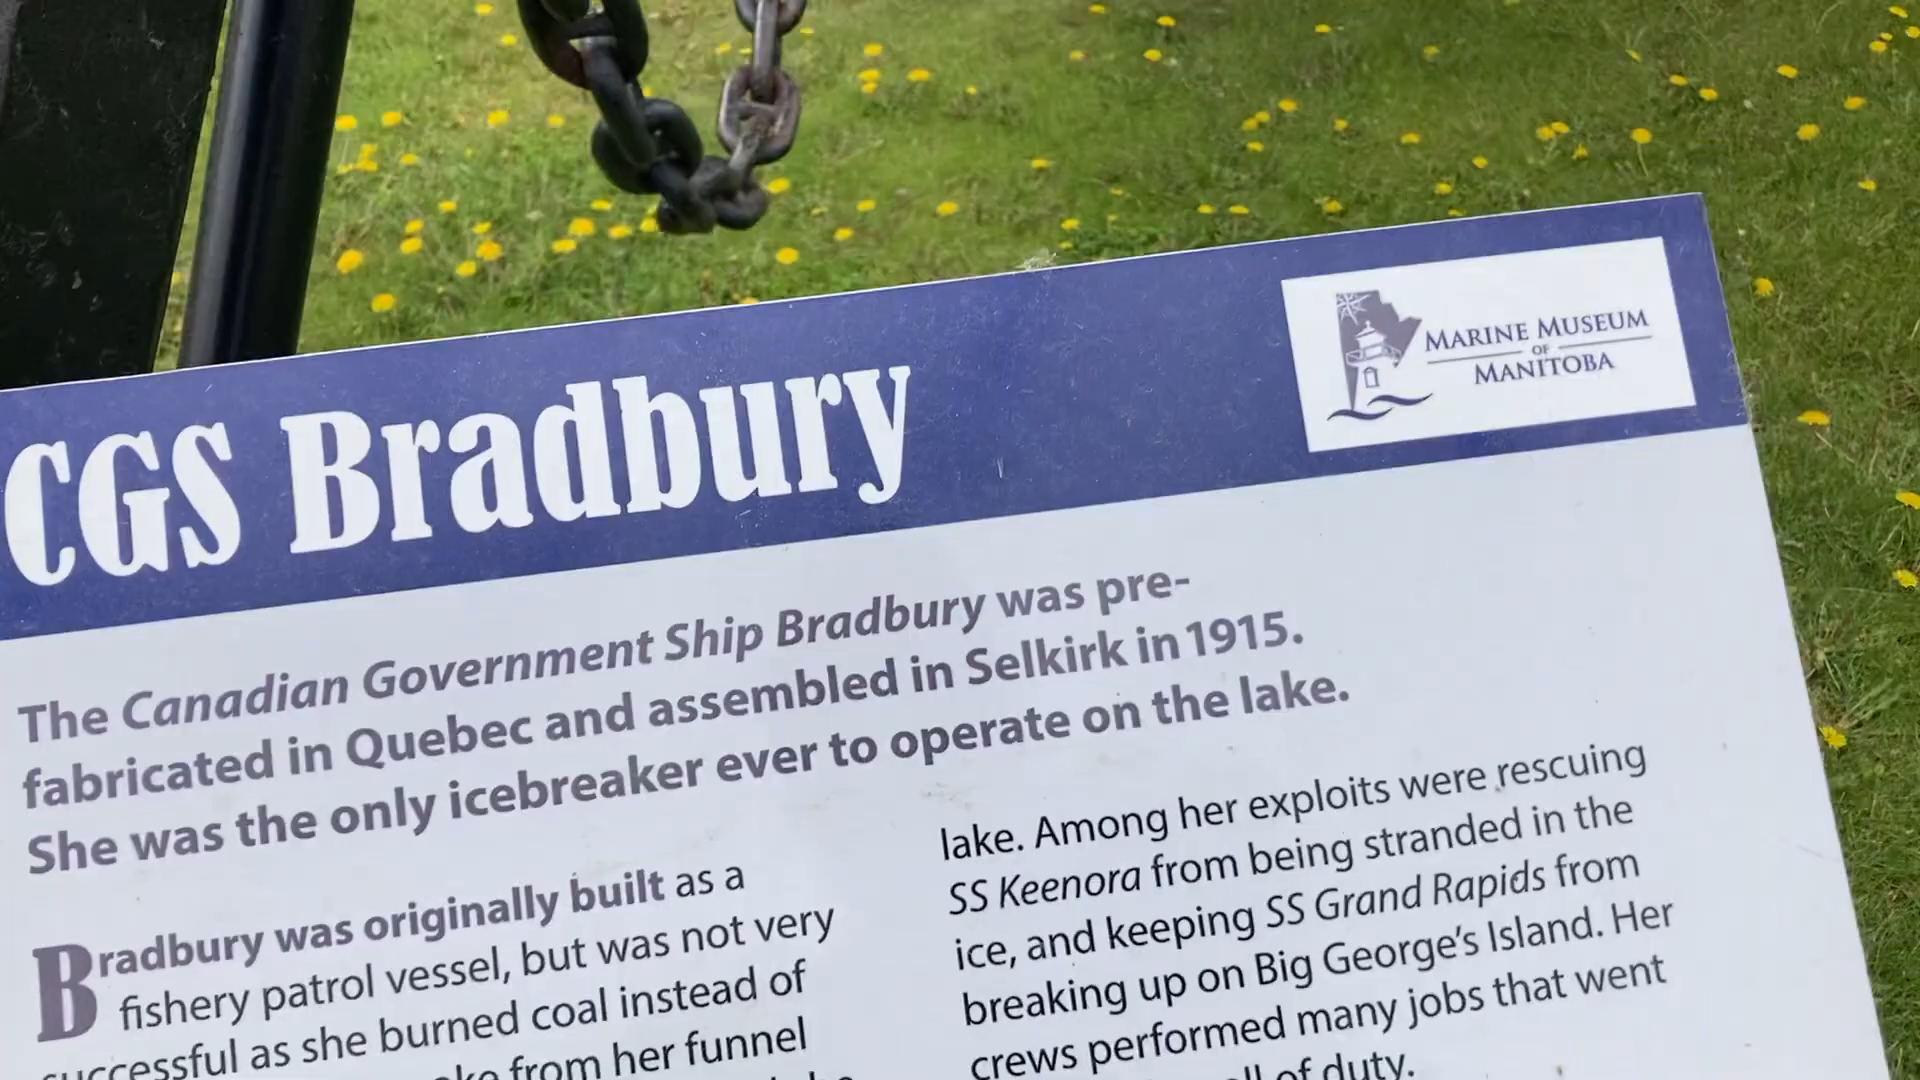 CGS Bradbury
MARINE MUSEUM
OF
MANITOBA
The Canadian Government Ship Bradbury was pre-
fabricated in Quebec and assembled in Selkirk in 1915.
She was the only icebreaker ever to operate on the lake.
Bradbury was originally built as a
fishery patrol vessel, but was not very
successful as she burned coal instead of
from her funnel
lake. Among her exploits were rescuing
SS Keenora from being stranded in the
ice, and keeping SS Grand Rapids from
breaking up on Big George's Island. Her
crews performed many jobs that went
of duty.